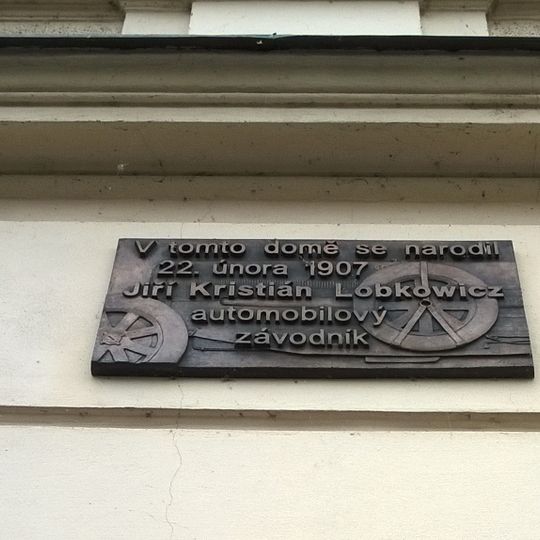 V tomto domě se narodil
22. února 1907
Jiří Kristián Lobkowicz
automobilový
závodník